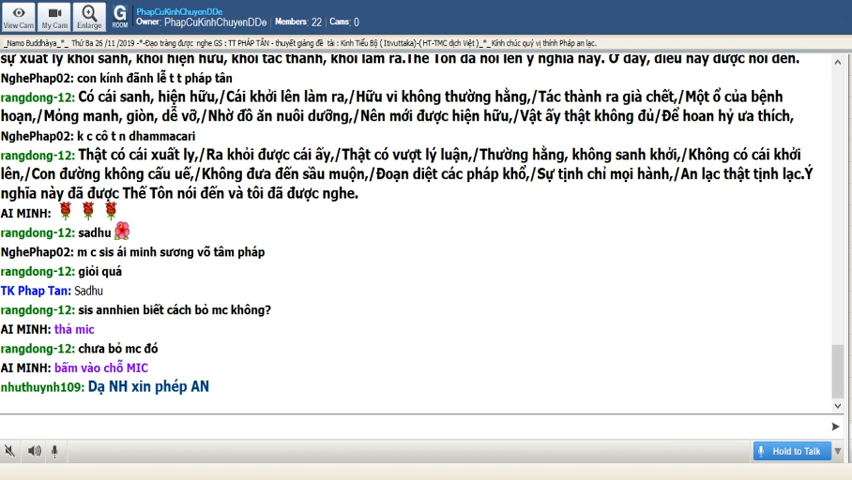 View Cam
My Cam
Enlarge
G
ROOM
PhapCuKinhChuyenDDe
Owner: PhapCuKinhChuyenDDe Members: 22 Cams: 0
_Namo Buddhàya_*_ Thứ Ba 26 /11/2019 -*-Đạo tràng được nghe GS : TT PHÁP TÂN - thuyết giảng đề tài : Kinh Tiểu Bộ ( Itivuttaka)-( HT-TMC dịch Việt )_*_Kính chúc quý vị thính Pháp an lạc.
sự xuất ly khỏi sanh, khỏi hiện hữu, khỏi tác thành, khỏi làm ra.Thế Tôn đã nói lên ý nghĩa này. Ở đây, điều này được nói đến.
NghePhap02: con kính đãnh lễ t t pháp tân
rangdong-12: Có cái sanh, hiện hữu,/Cái khởi lên làm ra,/Hữu vi không thường hằng,/Tác thành ra già chết,/Một ổ của bệnh
hoạn,/Mỏng manh, giòn, dễ vỡ,/Nhờ đồ ăn nuôi dưỡng,/Nên mới được hiện hữu,/Vật ấy thật không đủ/Để hoan hỷ ưa thích,
NghePhap02: k c cô t n dhammacari
rangdong-12: Thật có cái xuất ly,/Ra khỏi được cái ấy,/Thật có vượt lý luận,/Thường hằng, không sanh khởi,/Không có cái khởi
lên,/Con đường không cấu uế,/Không đưa đến sầu muộn,/Đoạn diệt các pháp khổ,/Sự tịnh chỉ mọi hành,/An lạc thật tịnh lạc.Ý
nghĩa này đã được Thế Tôn nói đến và tôi đã được nghe.
AI MINH:
rangdong-12: sadhu
NghePhap02: m c sis ái minh sương võ tâm pháp
rangdong-12: giỏi quá
TK Phap Tan: Sadhu
rangdong-12: sis annhien biết cách bỏ mc không?
AI MINH: thả mic
rangdong-12: chưa bỏ mc đó
AI MINH: bấm vào chỗ MIC
nhuthuynh109: Dạ NH xin phép AN
Hold to Talk